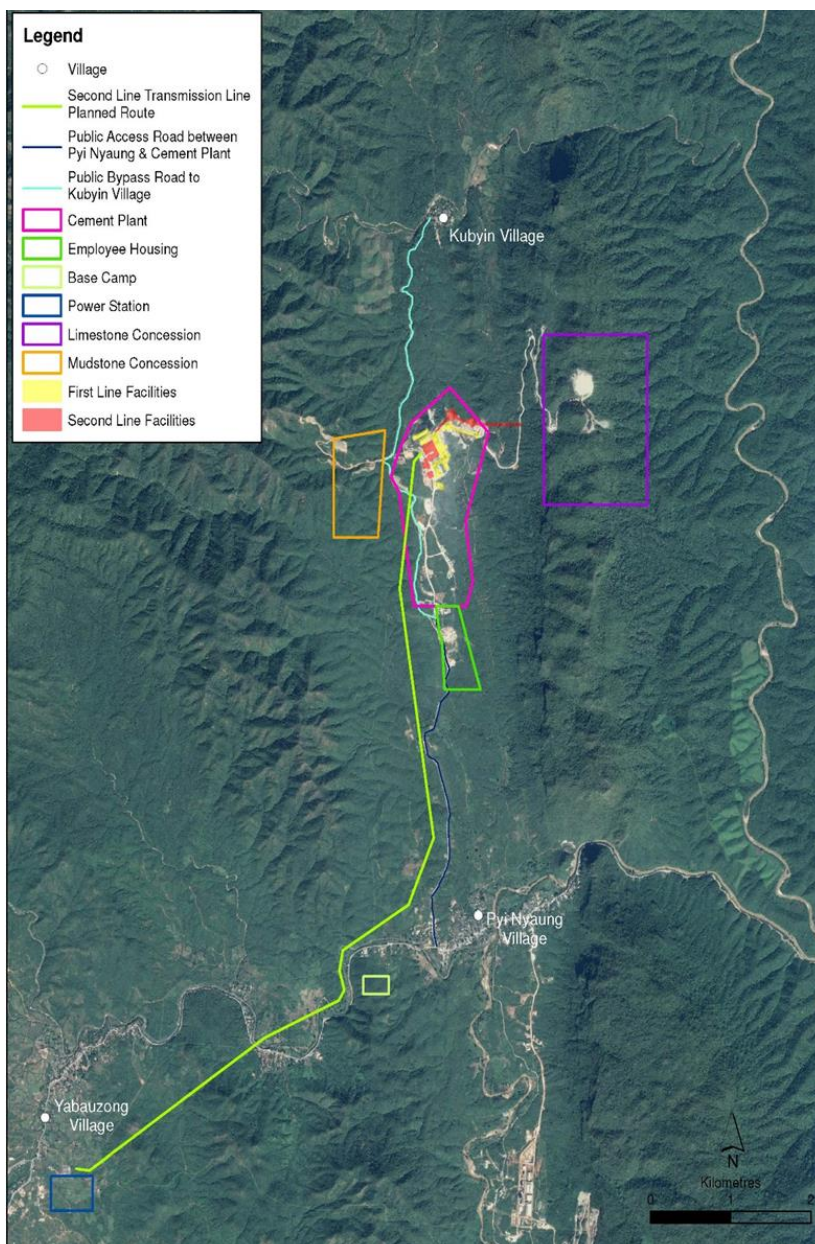 Legend
Village
Second Line Transmission Line
Planned Route
Public Access Road between
Pyi Nyaung & Cement Plant
Public Bypass Road to
Kubyin Village
Cement Plant
Employee Housing
Base Camp
Power Station
Limestone Concession
Mudstone Concession
First Line Facilities
Second Line Facilities
Kubyin Village
Pyi Nyaung
Village
Yabauzong
Village
N
Kilometres
0 1 2